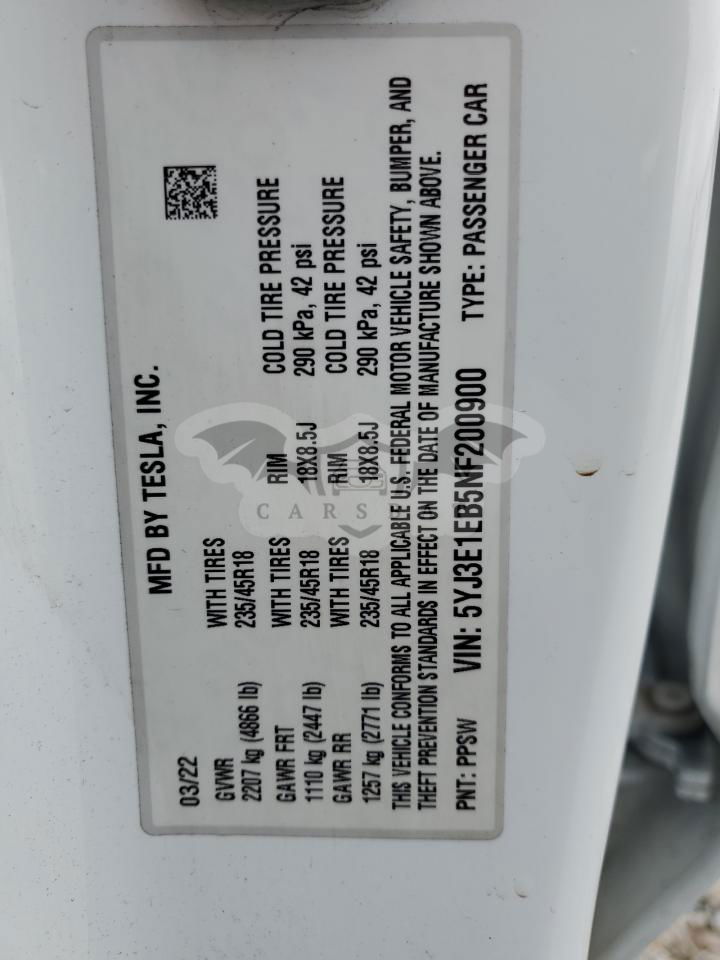 MFD BY TESLA, INC.
03/22
GVWR WITH TIRES
2207 kg (4866 lb) 235/45R18
GAWR FRT WITH TIRES RIM COLD TIRE PRESSURE
1110 kg (2447 lb) 235/45R18 18X8.5J 290 kPa, 42 psi
GAWR RR WITH TIRES RIM COLD TIRE PRESSURE
1257 kg (2771 lb) 235/45R18 18X8.5J 290 kPa, 42 psi
THIS VEHICLE CONFORMS TO ALL APPLICABLE U.S. FEDERAL MOTOR VEHICLE SAFETY, BUMPER, AND
THEFT PREVENTION STANDARDS IN EFFECT ON THE DATE OF MANUFACTURE SHOWN ABOVE.
PNT: PPSW VIN: 5YJ3E1EB5NF200900 TYPE: PASSENGER CAR